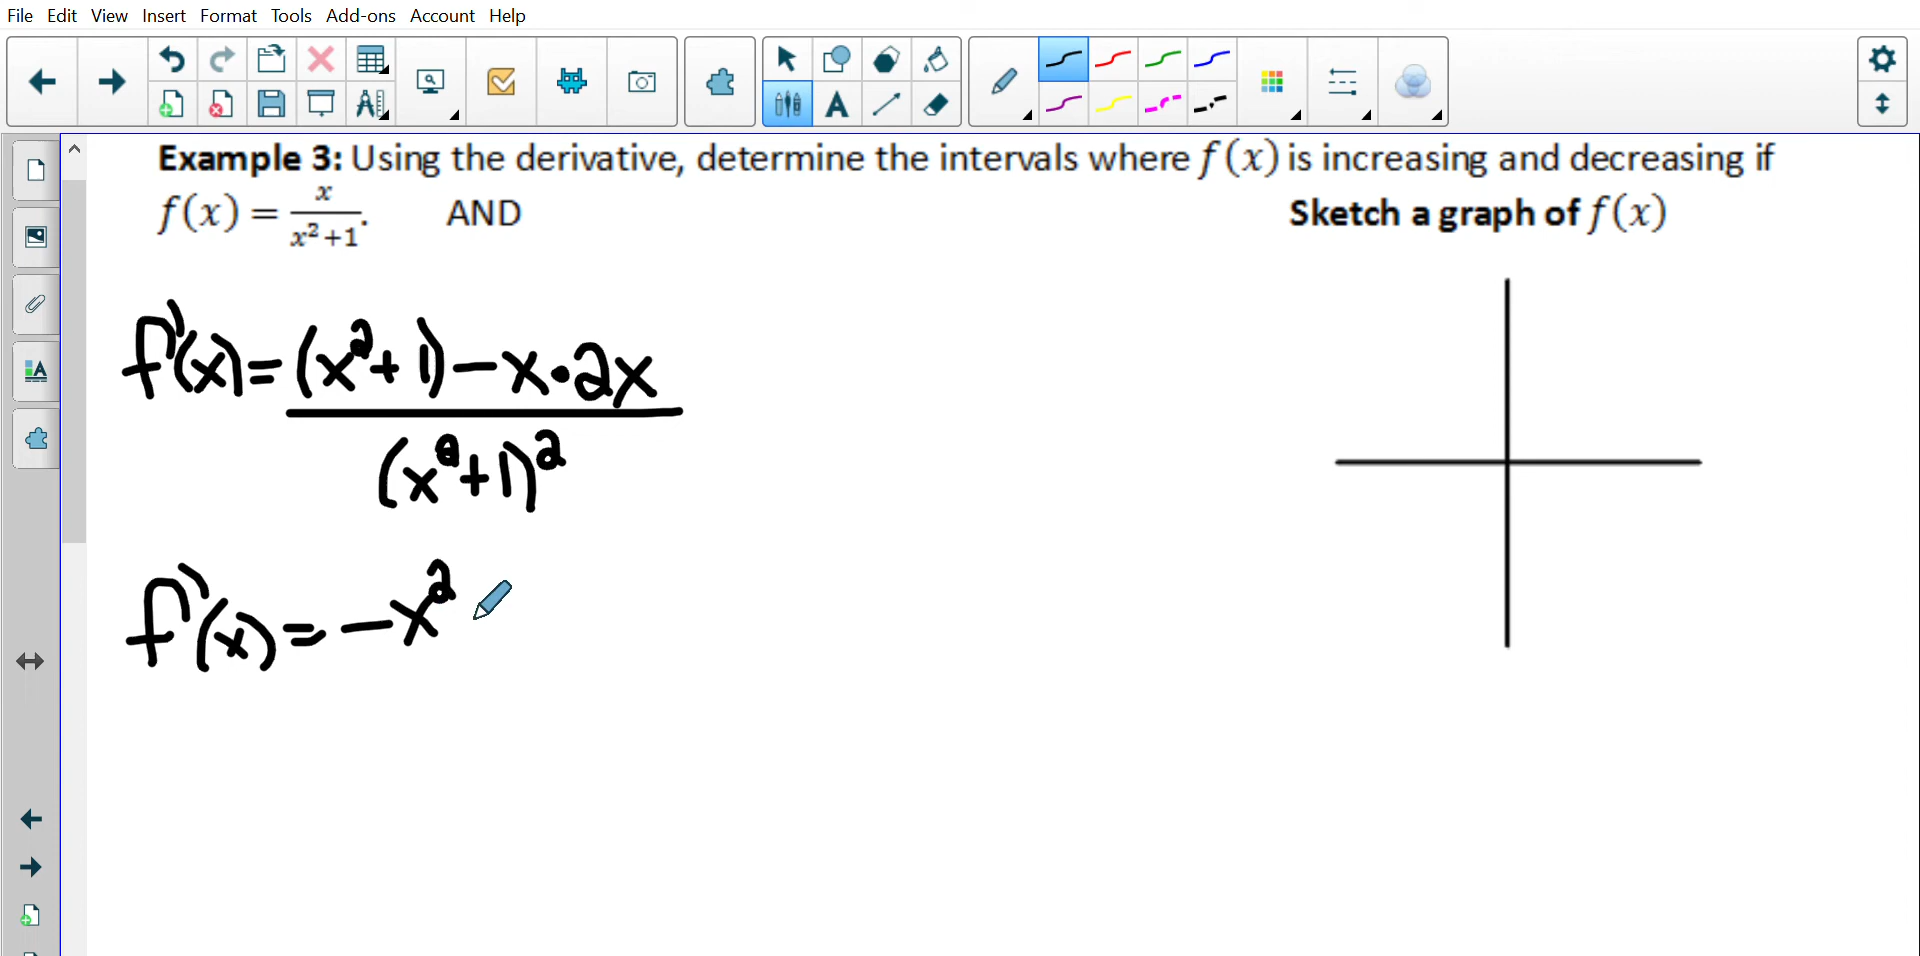 File Edit View Insert Format Tools Add-ons Account Help
Example 3: Using the derivative, determine the intervals where f(x) is increasing and decreasing if
f(x) = x/(x²+1). AND Sketch a graph of f(x)
f'(x) = (x²+1) - x·2x
(x²+1)²
f'(x) = -x²